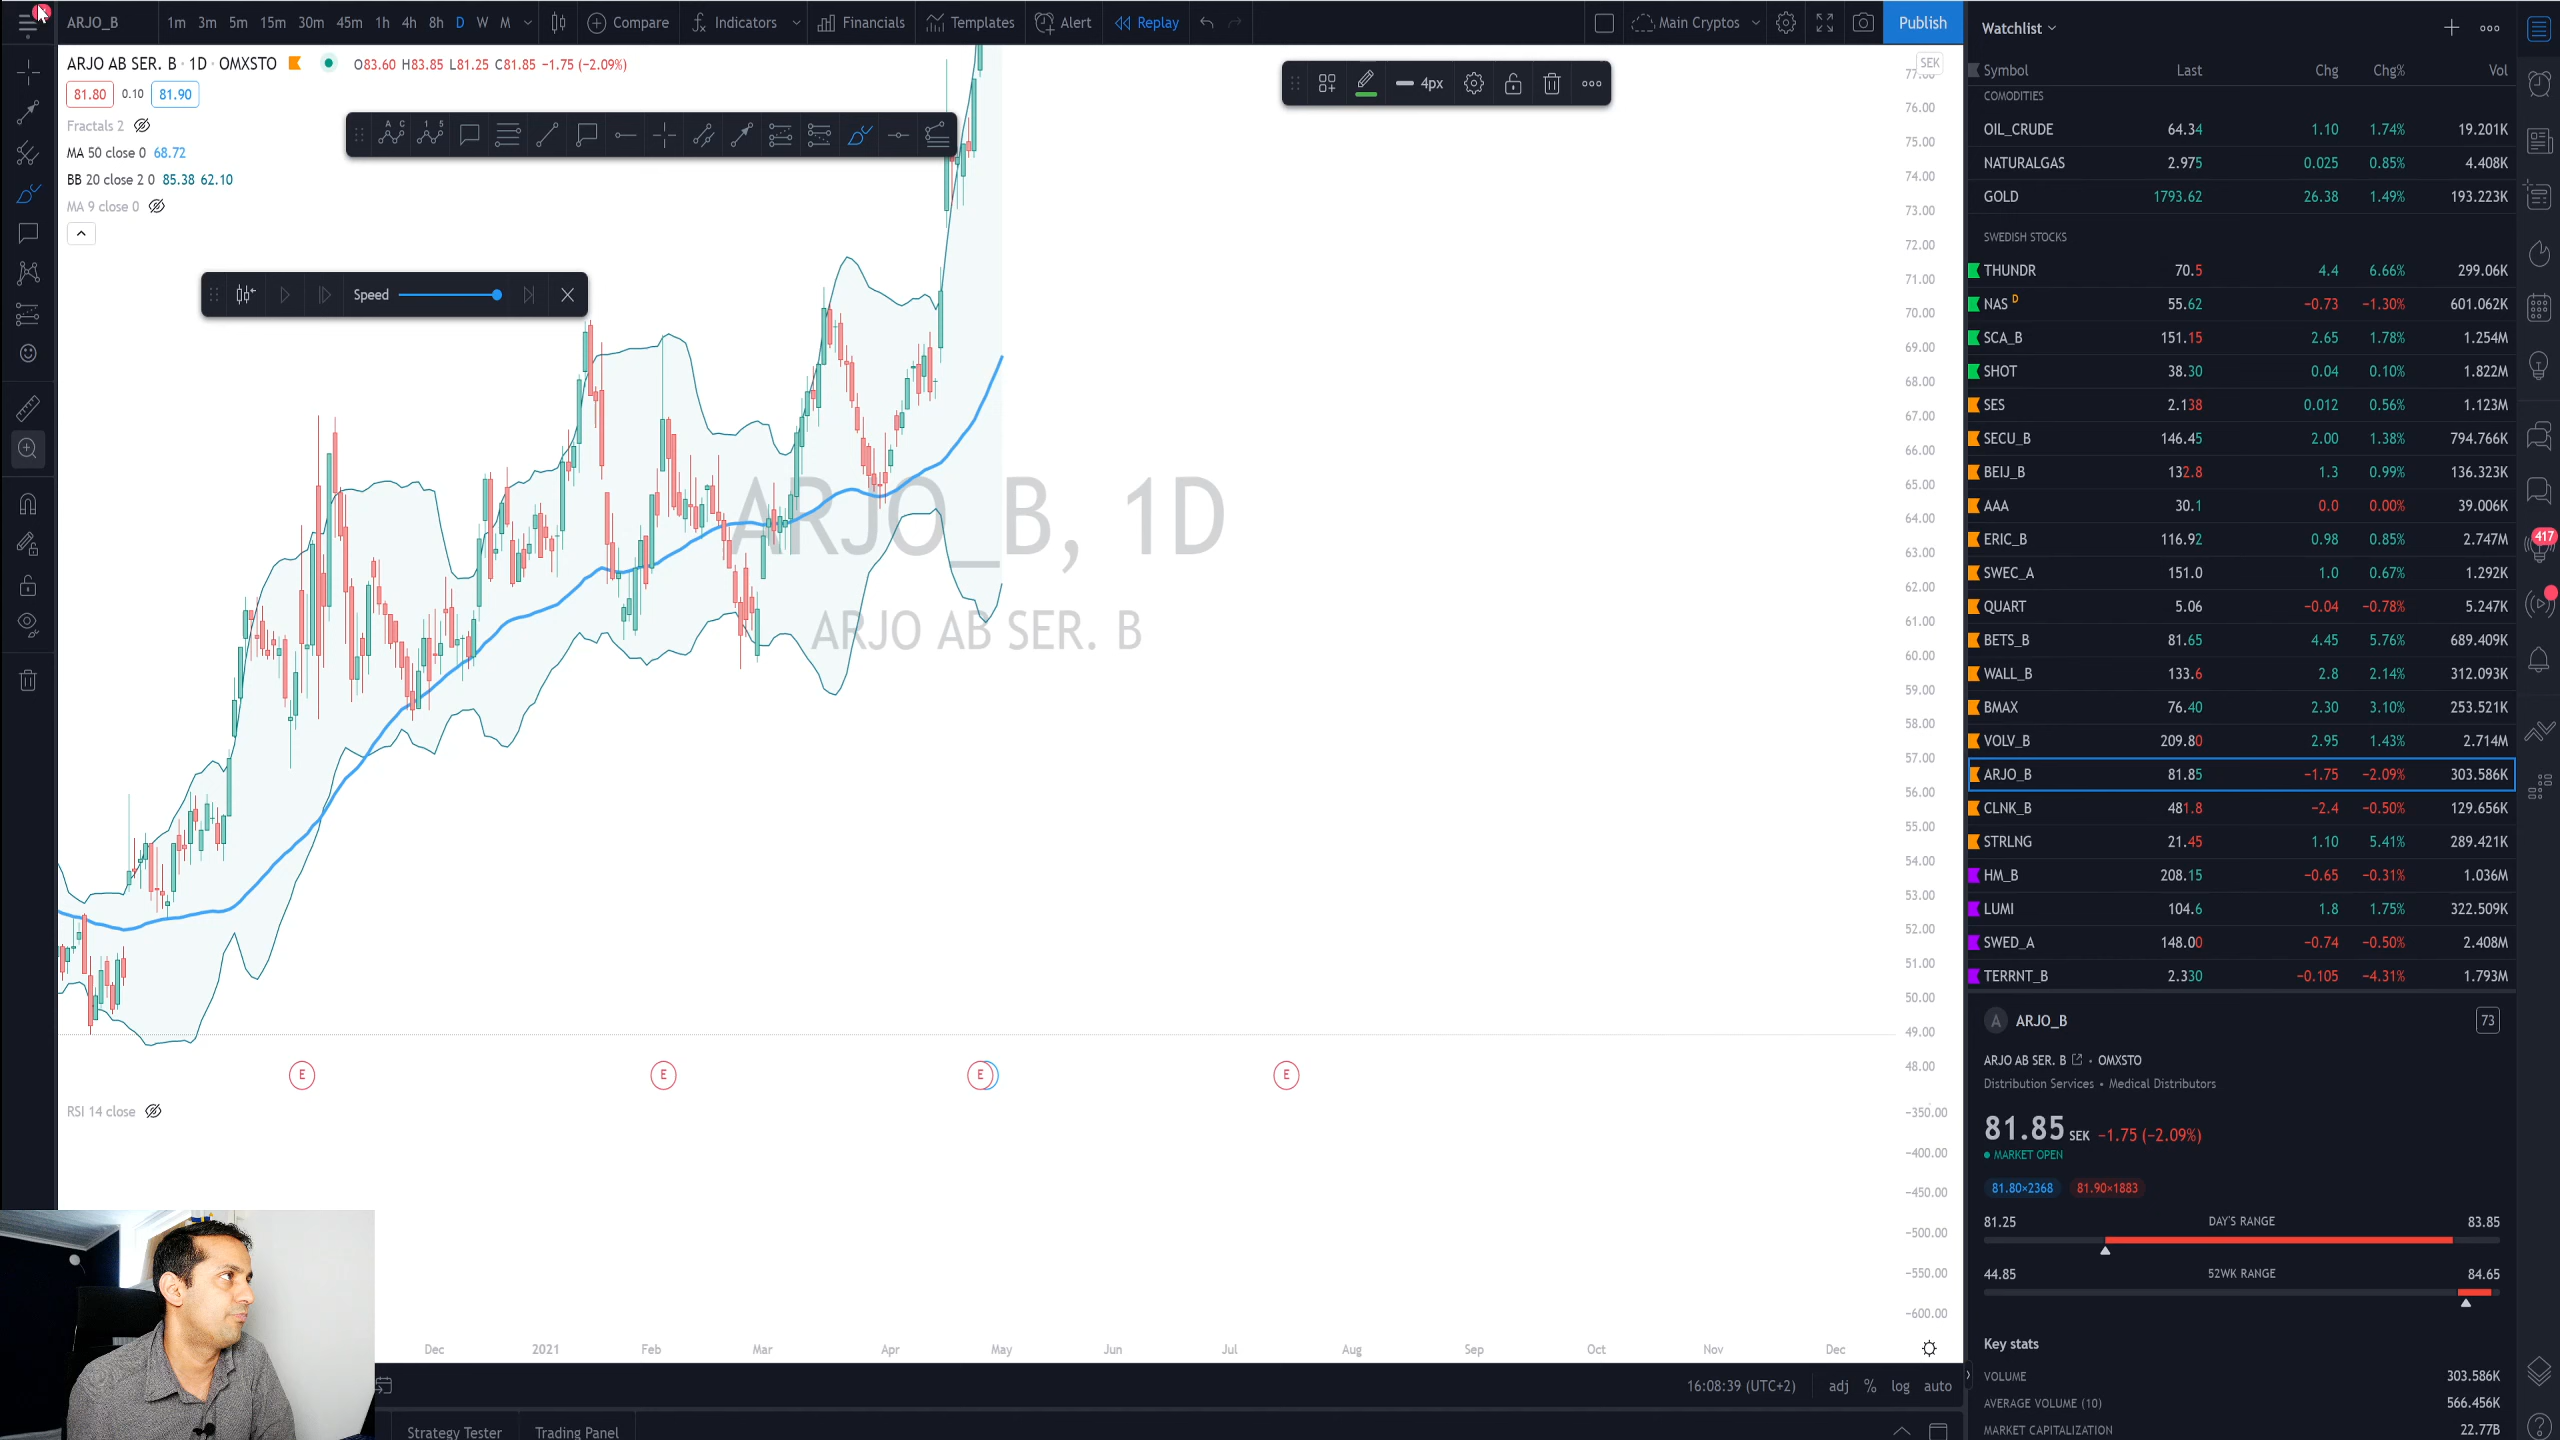 ARJO_B 1m 3m 5m 15m 30m 45m 1h 4h 8h D W M Compare Indicators Financials Templates Alert Replay Main Cryptos Publish
ARJO AB SER. B · 1D · OMXSTO O83.60 H83.85 L81.25 C81.85 −1.75 (−2.09%)
81.80 0.10 81.90
Fractals 2
MA 50 close 0 68.72
BB 20 close 2 0 85.38 62.10
MA 9 close 0
A C
1 5
4px
Speed
SEK
77.00
76.00
75.00
74.00
73.00
72.00
71.00
70.00
69.00
68.00
67.00
66.00
65.00
64.00
63.00
62.00
61.00
60.00
59.00
58.00
57.00
56.00
55.00
54.00
53.00
52.00
51.00
50.00
49.00
48.00
ARJO_B, 1D
ARJO AB SER. B
E E E E
RSI 14 close
−350.00
−400.00
−450.00
−500.00
−550.00
−600.00
Dec 2021 Feb Mar Apr May Jun Jul Aug Sep Oct Nov Dec
16:08:39 (UTC+2) adj % log auto
Strategy Tester Trading Panel
Watchlist
Symbol Last Chg Chg% Vol
COMODITIES
OIL_CRUDE 64.34 1.10 1.74% 19.201K
NATURALGAS 2.975 0.025 0.85% 4.408K
GOLD 1793.62 26.38 1.49% 193.223K
SWEDISH STOCKS
THUNDR 70.5 4.4 6.66% 299.06K
NAS D 55.62 −0.73 −1.30% 601.062K
SCA_B 151.15 2.65 1.78% 1.254M
SHOT 38.30 0.04 0.10% 1.822M
SES 2.138 0.012 0.56% 1.123M
SECU_B 146.45 2.00 1.38% 794.766K
BEIJ_B 132.8 1.3 0.99% 136.323K
AAA 30.1 0.0 0.00% 39.006K
ERIC_B 116.92 0.98 0.85% 2.747M
SWEC_A 151.0 1.0 0.67% 1.292K
QUART 5.06 −0.04 −0.78% 5.247K
BETS_B 81.65 4.45 5.76% 689.409K
WALL_B 133.6 2.8 2.14% 312.093K
BMAX 76.40 2.30 3.10% 253.521K
VOLV_B 209.80 2.95 1.43% 2.714M
ARJO_B 81.85 −1.75 −2.09% 303.586K
CLNK_B 481.8 −2.4 −0.50% 129.656K
STRLNG 21.45 1.10 5.41% 289.421K
HM_B 208.15 −0.65 −0.31% 1.036M
LUMI 104.6 1.8 1.75% 322.509K
SWED_A 148.00 −0.74 −0.50% 2.408M
TERRNT_B 2.330 −0.105 −4.31% 1.793M
A ARJO_B 73
ARJO AB SER. B • OMXSTO
Distribution Services • Medical Distributors
81.85 SEK −1.75 (−2.09%)
MARKET OPEN
81.80×2368 81.90×1883
81.25 DAY'S RANGE 83.85
44.85 52WK RANGE 84.65
Key stats
VOLUME 303.586K
AVERAGE VOLUME (10) 566.456K
MARKET CAPITALIZATION 22.77B
417